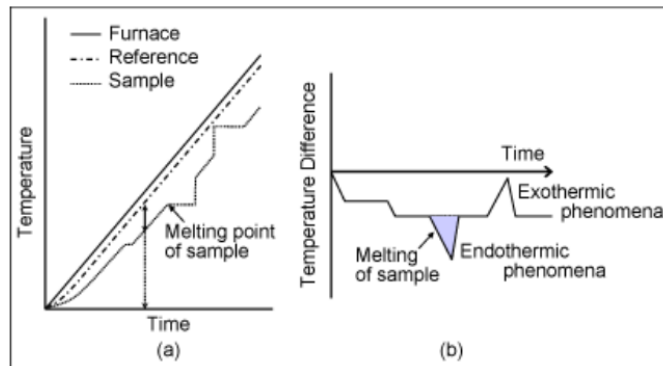 Furnace
Reference
Sample
Temperature
Melting point
of sample
Time
(a)
Temperature Difference
Time
Exothermic
phenomena
Melting
of sample
Endothermic
phenomena
(b)